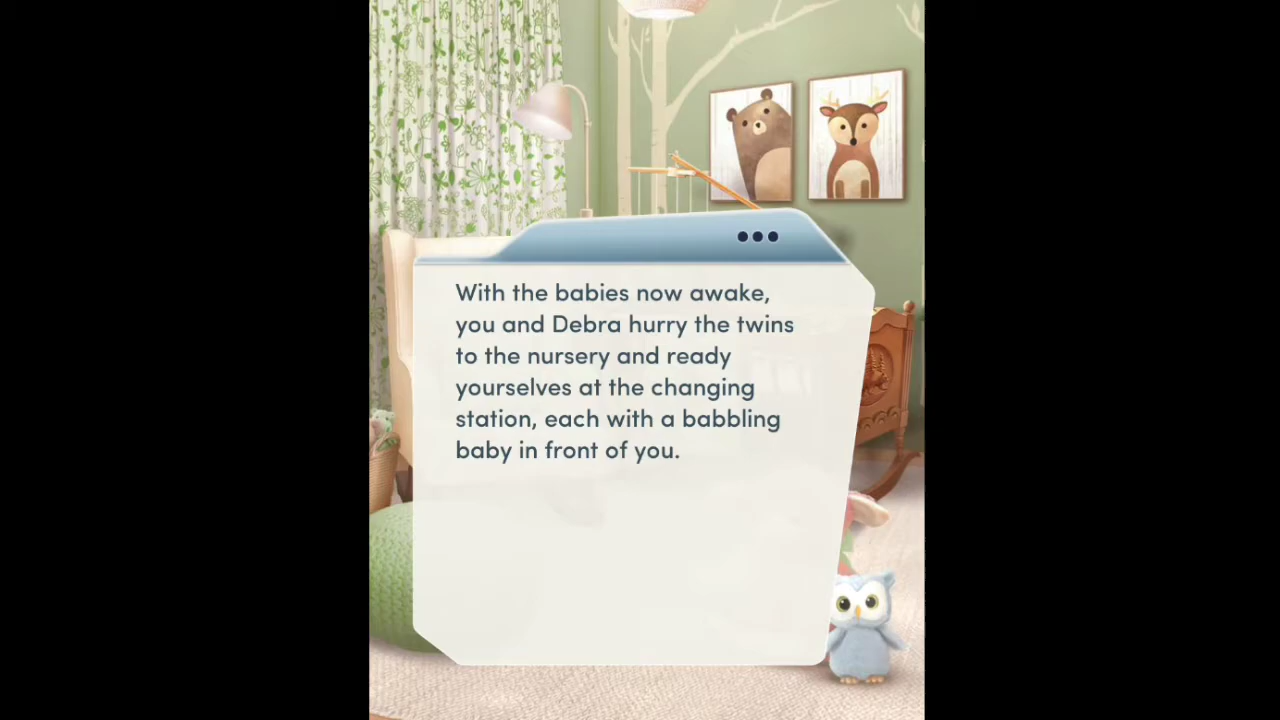 With the babies now awake,
you and Debra hurry the twins
to the nursery and ready
yourselves at the changing
station, each with a babbling
baby in front of you.